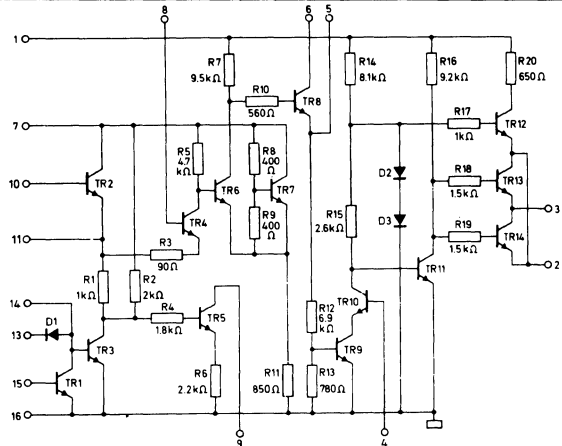 8
6
5
1
R7
9.5kΩ
R14
8.1kΩ
R16
9.2kΩ
R20
650Ω
R10
560Ω
TR8
R17
1kΩ
TR12
7
R5
4.7
kΩ
TR6
R8
400
Ω
TR7
D2
R18
1.5kΩ
TR13
10
TR2
TR4
R9
400
Ω
R15
2.6kΩ
D3
3
R19
1.5kΩ
TR14
11
R3
90Ω
2
R1
1kΩ
R2
2kΩ
TR11
14
R4
1.8kΩ
TR5
R12
6.9
kΩ
TR10
13
D1
TR3
TR9
15
TR1
R6
2.2kΩ
R11
850Ω
R13
780Ω
16
9
4